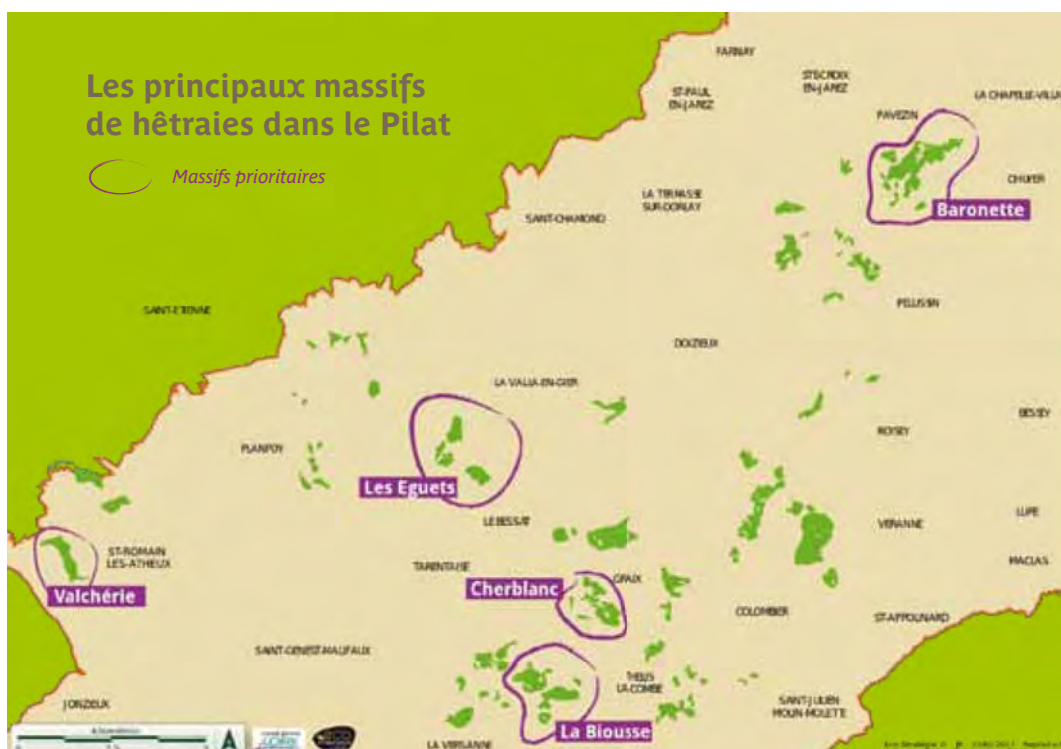 Les principaux massifs
de hêtraies dans le Pilat
Massifs prioritaires
FARNAY
ST-PAUL
EN-JAREZ
STE CROIX
EN-JAREZ
LA CHAPELLE-VILLA
PAVEZIN
CHUYER
Baronette
LA TERRASSE
SUR-DORLAY
SAINT-CHAMOND
PELUSSIN
SAINT-ETIENNE
DOIZIEUX
LA VALLA-EN-GIER
BESSEY
ROISEY
PLANFOY
Les Eguets
LE BESSAT
VERANNE
LUPE
ST-ROMAIN
LES-ATHEUX
MACLAS
TARENTAISE
GRAIX
Cherblanc
Valchérie
COLOMBIER
ST-APPOLINARD
SAINT-GENEST-MALIFAUX
THELIS
LA-COMBE
JONZIEUX
SAINT-JULIEN
MOLIN-MOLETTE
La Biousse
LA VERSANNE